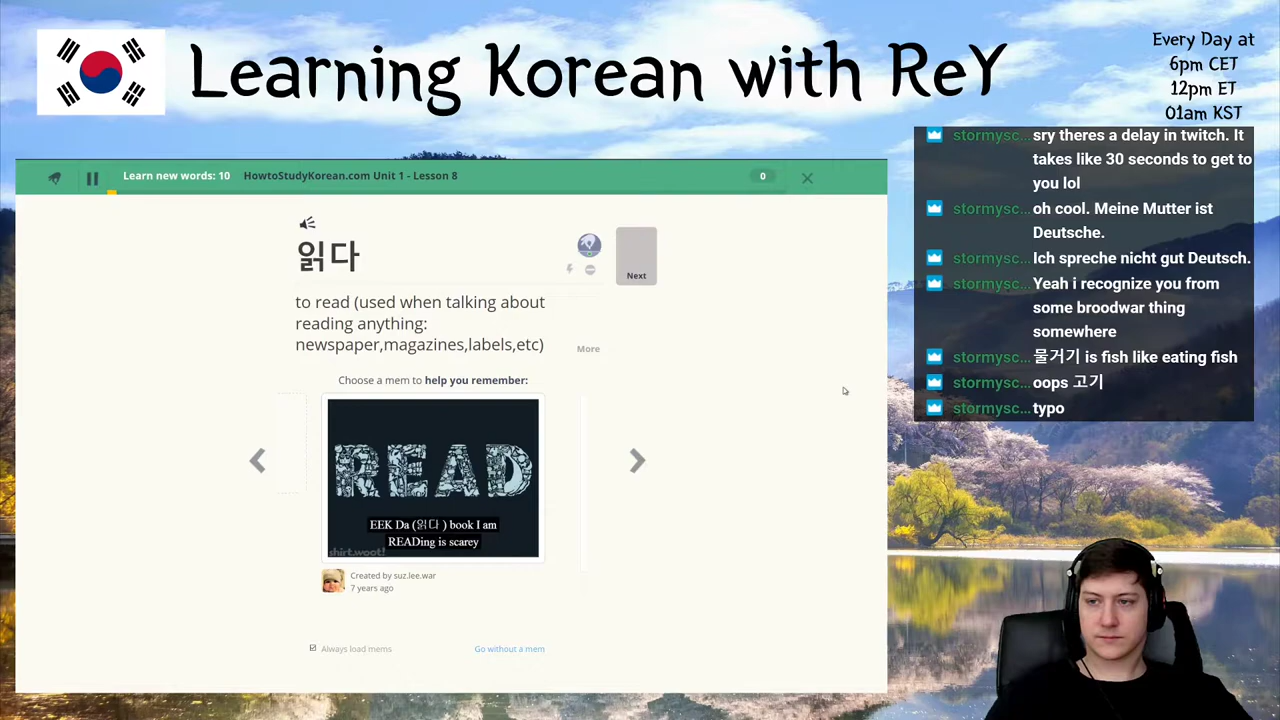 Learning Korean with ReY
Every Day at
6pm CET
12pm ET
01am KST
Learn new words: 10 HowtoStudyKorean.com Unit 1 - Lesson 8 0
읽다
Next
to read (used when talking about
reading anything:
newspaper,magazines,labels,etc)
More
Choose a mem to help you remember:
READ
EEK Da (읽다 ) book I am
READing is scarey
shirt.woot!
Created by suz.lee.war
7 years ago
Always load mems
Go without a mem
stormysc... sry theres a delay in twitch. It
takes like 30 seconds to get to
you lol
stormysc... oh cool. Meine Mutter ist
Deutsche.
stormysc... Ich spreche nicht gut Deutsch.
stormysc... Yeah i recognize you from
some broodwar thing
somewhere
stormysc... 물거기 is fish like eating fish
stormysc... oops 고기
stormysc... typo